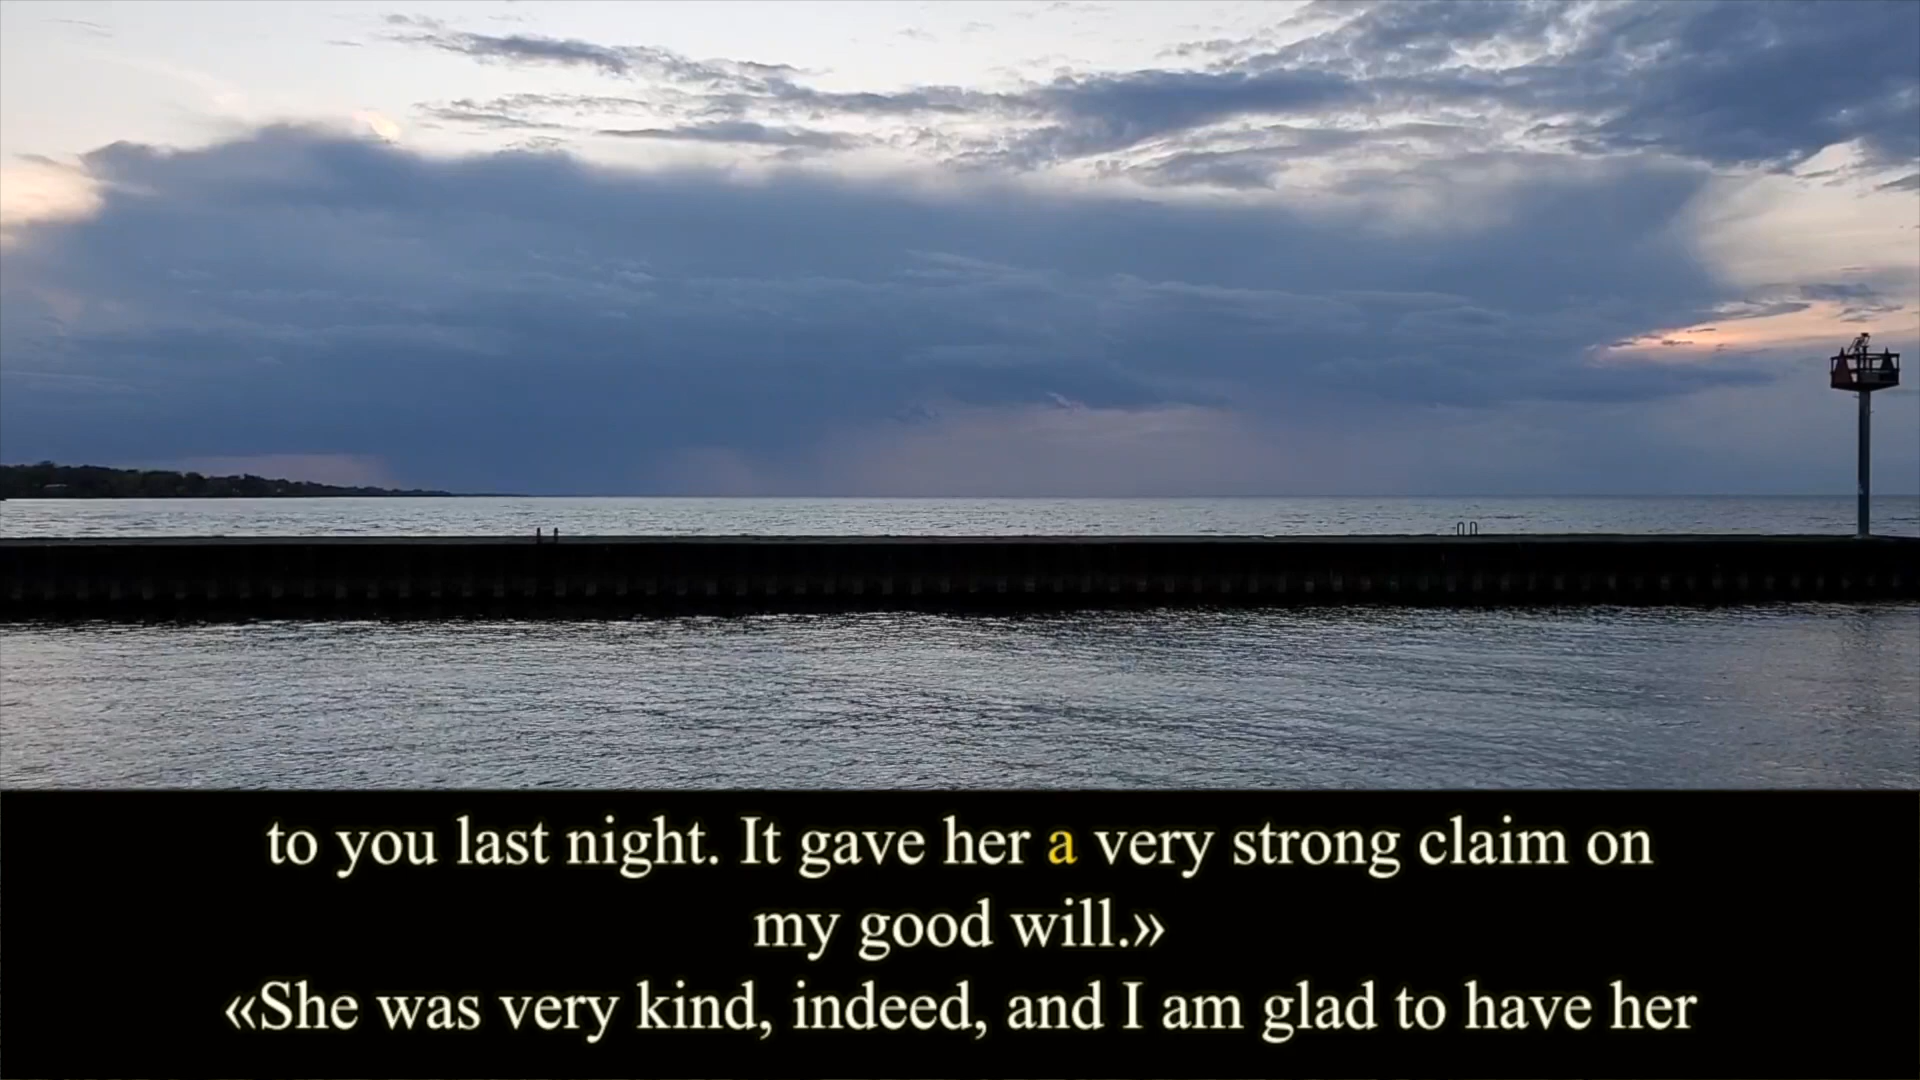 to you last night. It gave her a very strong claim on
my good will.»
«She was very kind, indeed, and I am glad to have her